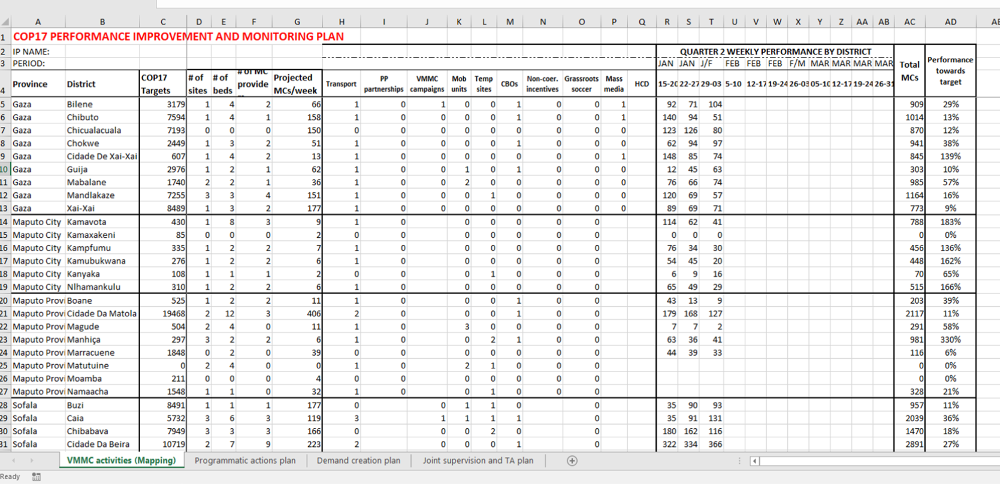 A B C D E F G H I J K L M N O P Q R S T U V W X Y Z AA AB AC AD AE
1 COP17 PERFORMANCE IMPROVEMENT AND MONITORING PLAN
2 IP NAME: QUARTER 2 WEEKLY PERFORMANCE BY DISTRICT
3 PERIOD: JAN JAN J/F FEB FEB FEB F/M MAR MAR MAR MAR
4 Province District COP17 Targets # of sites # of beds # of MC provide Projected MCs/week Transport PP partnerships VMMC campaigns Mob units Temp sites CBOs Non-coer. incentives Grassroots soccer Mass media HCD 15-20 22-27 29-03 5-10 12-17 19-24 26-03 05-10 12-17 19-24 26-31 Total MCs Performance towards target
5 Gaza Bilene 3179 1 4 2 66 1 0 1 0 0 1 0 0 1 92 71 104 909 29%
6 Gaza Chibuto 7594 1 4 1 158 1 0 0 0 0 1 0 0 1 140 94 51 1014 13%
7 Gaza Chicualacuala 7193 0 0 0 150 0 0 0 0 0 0 0 0 0 123 126 80 870 12%
8 Gaza Chokwe 2449 1 3 2 51 1 0 0 0 0 1 0 0 0 62 94 97 941 38%
9 Gaza Cidade De Xai-Xai 607 1 4 2 13 1 0 0 0 0 0 0 0 1 148 85 74 845 139%
10 Gaza Guija 2976 1 2 1 62 1 0 0 1 0 1 0 0 0 12 45 63 303 10%
11 Gaza Mabalane 1740 2 2 1 36 1 0 0 2 0 0 0 0 0 76 66 74 985 57%
12 Gaza Mandlakaze 7255 3 3 4 151 1 0 0 0 1 0 0 0 0 120 69 57 1164 16%
13 Gaza Xai-Xai 8489 1 3 2 177 1 0 0 0 0 0 0 0 0 89 69 71 773 9%
14 Maputo City Kamavota 430 1 8 3 9 1 0 0 0 0 0 0 114 62 41 788 183%
15 Maputo City Kamaxakeni 85 0 0 0 2 0 0 0 0 0 0 0 0 0 0 0 0%
16 Maputo City Kampfumu 335 1 2 2 7 1 0 0 0 0 0 0 76 34 30 456 136%
17 Maputo City Kamubukwana 276 1 2 2 6 1 0 0 0 0 0 0 54 45 20 448 162%
18 Maputo City Kanyaka 108 1 1 1 2 0 0 0 1 0 0 0 6 9 16 70 65%
19 Maputo City Nlhamankulu 310 1 2 2 6 1 0 0 0 0 0 0 65 49 29 515 166%
20 Maputo Provi Boane 525 1 2 2 11 1 0 0 0 1 0 0 43 13 9 203 39%
21 Maputo Provi Cidade Da Matola 19468 2 12 3 406 2 0 0 0 1 0 0 179 168 127 2117 11%
22 Maputo Provi Magude 504 2 4 0 11 1 0 3 0 0 0 0 7 7 2 291 58%
23 Maputo Provi Manhiça 297 3 2 2 6 1 0 0 2 1 0 0 63 36 41 981 330%
24 Maputo Provi Marracuene 1848 0 2 0 39 0 0 0 0 0 0 0 44 39 33 116 6%
25 Maputo Provi Matutuine 0 2 4 0 0 1 0 2 1 0 0 0 0 0%
26 Maputo Provi Moamba 211 0 0 0 4 0 0 0 0 0 0 0 0 0%
27 Maputo Provi Namaacha 1548 1 1 0 32 1 0 0 1 0 0 0 328 21%
28 Sofala Buzi 8491 1 1 1 177 0 0 1 1 0 0 35 90 93 957 11%
29 Sofala Caia 5732 3 6 3 119 3 1 1 1 1 0 35 91 131 2039 36%
30 Sofala Chibabava 7949 3 3 3 166 0 0 0 2 0 0 180 162 116 1470 18%
31 Sofala Cidade Da Beira 10719 2 7 9 223 2 0 0 0 1 0 322 334 366 2891 27%
VMMC activities (Mapping) Programmatic actions plan Demand creation plan Joint supervision and TA plan
Ready